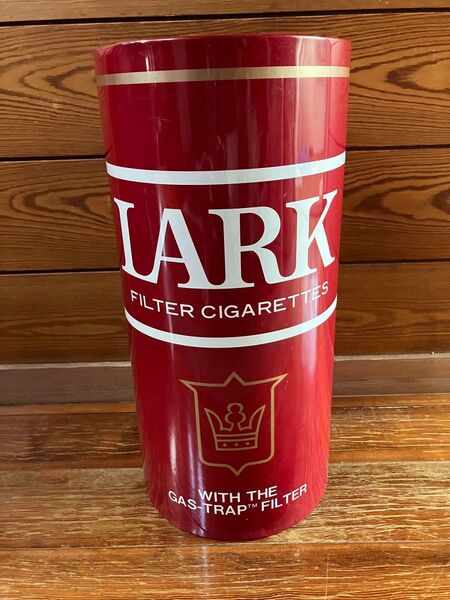 LARK
FILTER CIGARETTES
WITH THE
GAS-TRAP™ FILTER